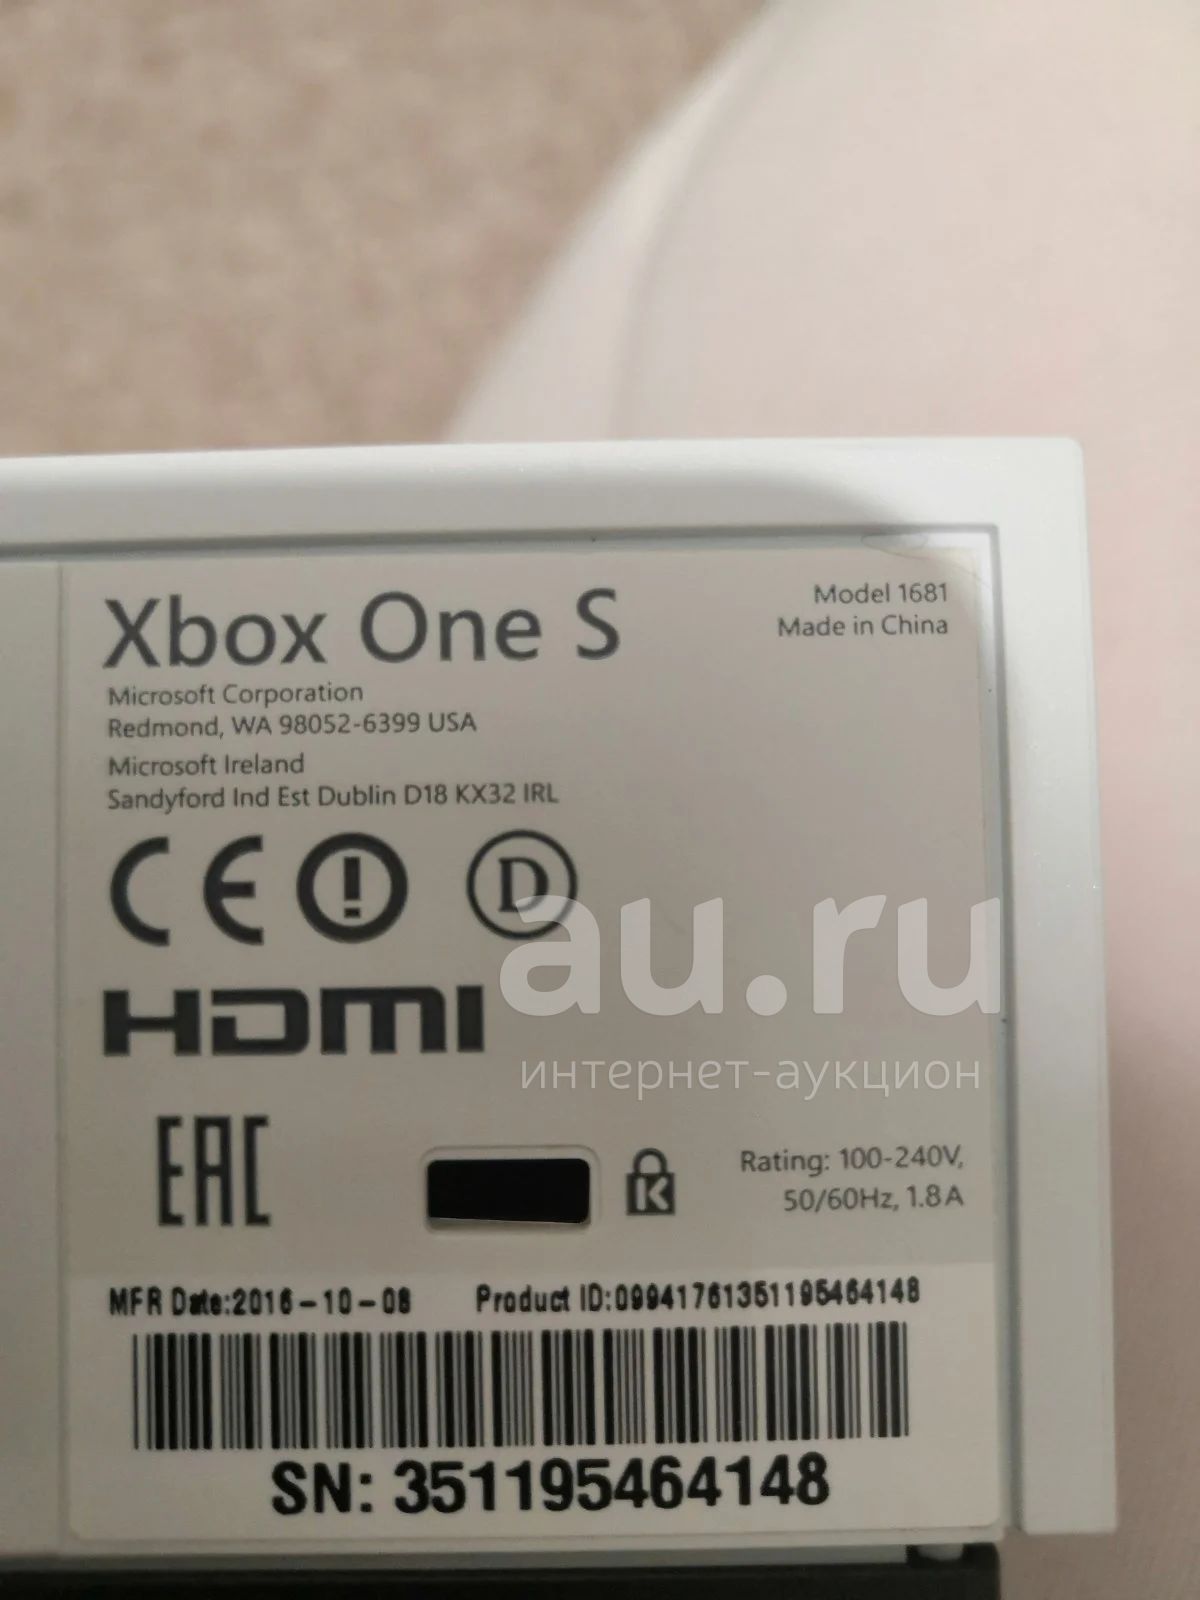 Xbox One S
Model 1681
Made in China
Microsoft Corporation
Redmond, WA 98052-6399 USA
Microsoft Ireland
Sandyford Ind Est Dublin D18 KX32 IRL
CE ! D
HDMI
au.ru
интернет-аукцион
EAC
K
Rating: 100-240V,
50/60Hz, 1.8A
MFR Date:2016-10-08 Product ID:099417613511195464148
SN: 351195464148